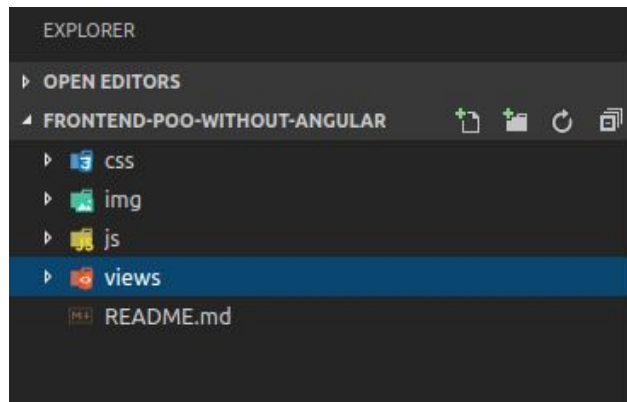 EXPLORER
OPEN EDITORS
FRONTEND-POO-WITHOUT-ANGULAR
css
img
js
views
README.md